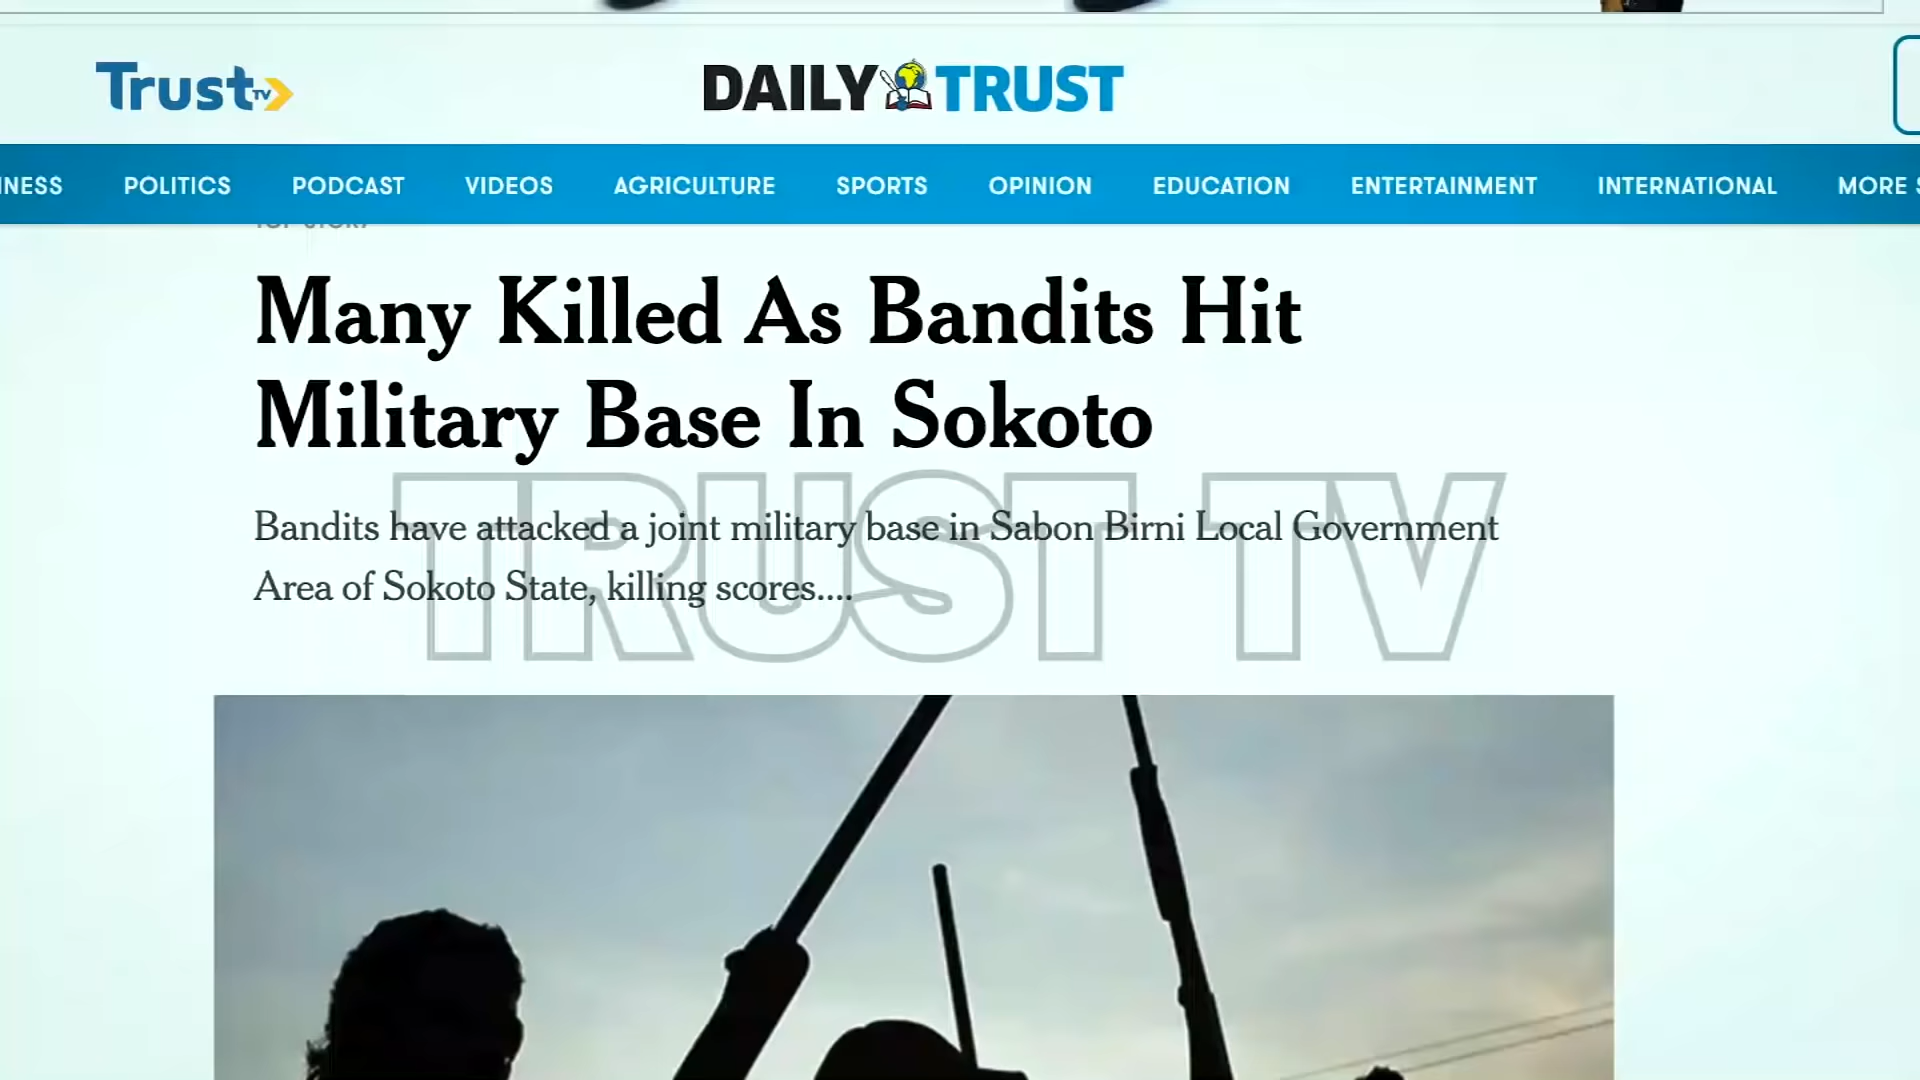 Trust TV
DAILY TRUST
POLITICS PODCAST VIDEOS AGRICULTURE SPORTS OPINION EDUCATION ENTERTAINMENT INTERNATIONAL MORE
TOP STORY
Many Killed As Bandits Hit
Military Base In Sokoto
TRUST TV
Bandits have attacked a joint military base in Sabon Birni Local Government
Area of Sokoto State, killing scores....